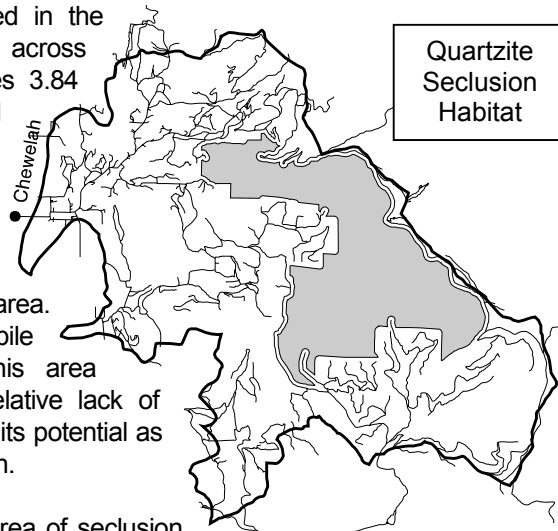 ed in the
across
es 3.84
Quartzite
Seclusion
Habitat
Chewelah
area.
bile
his area
elative lack of
its potential as
n.
rea of seclusion